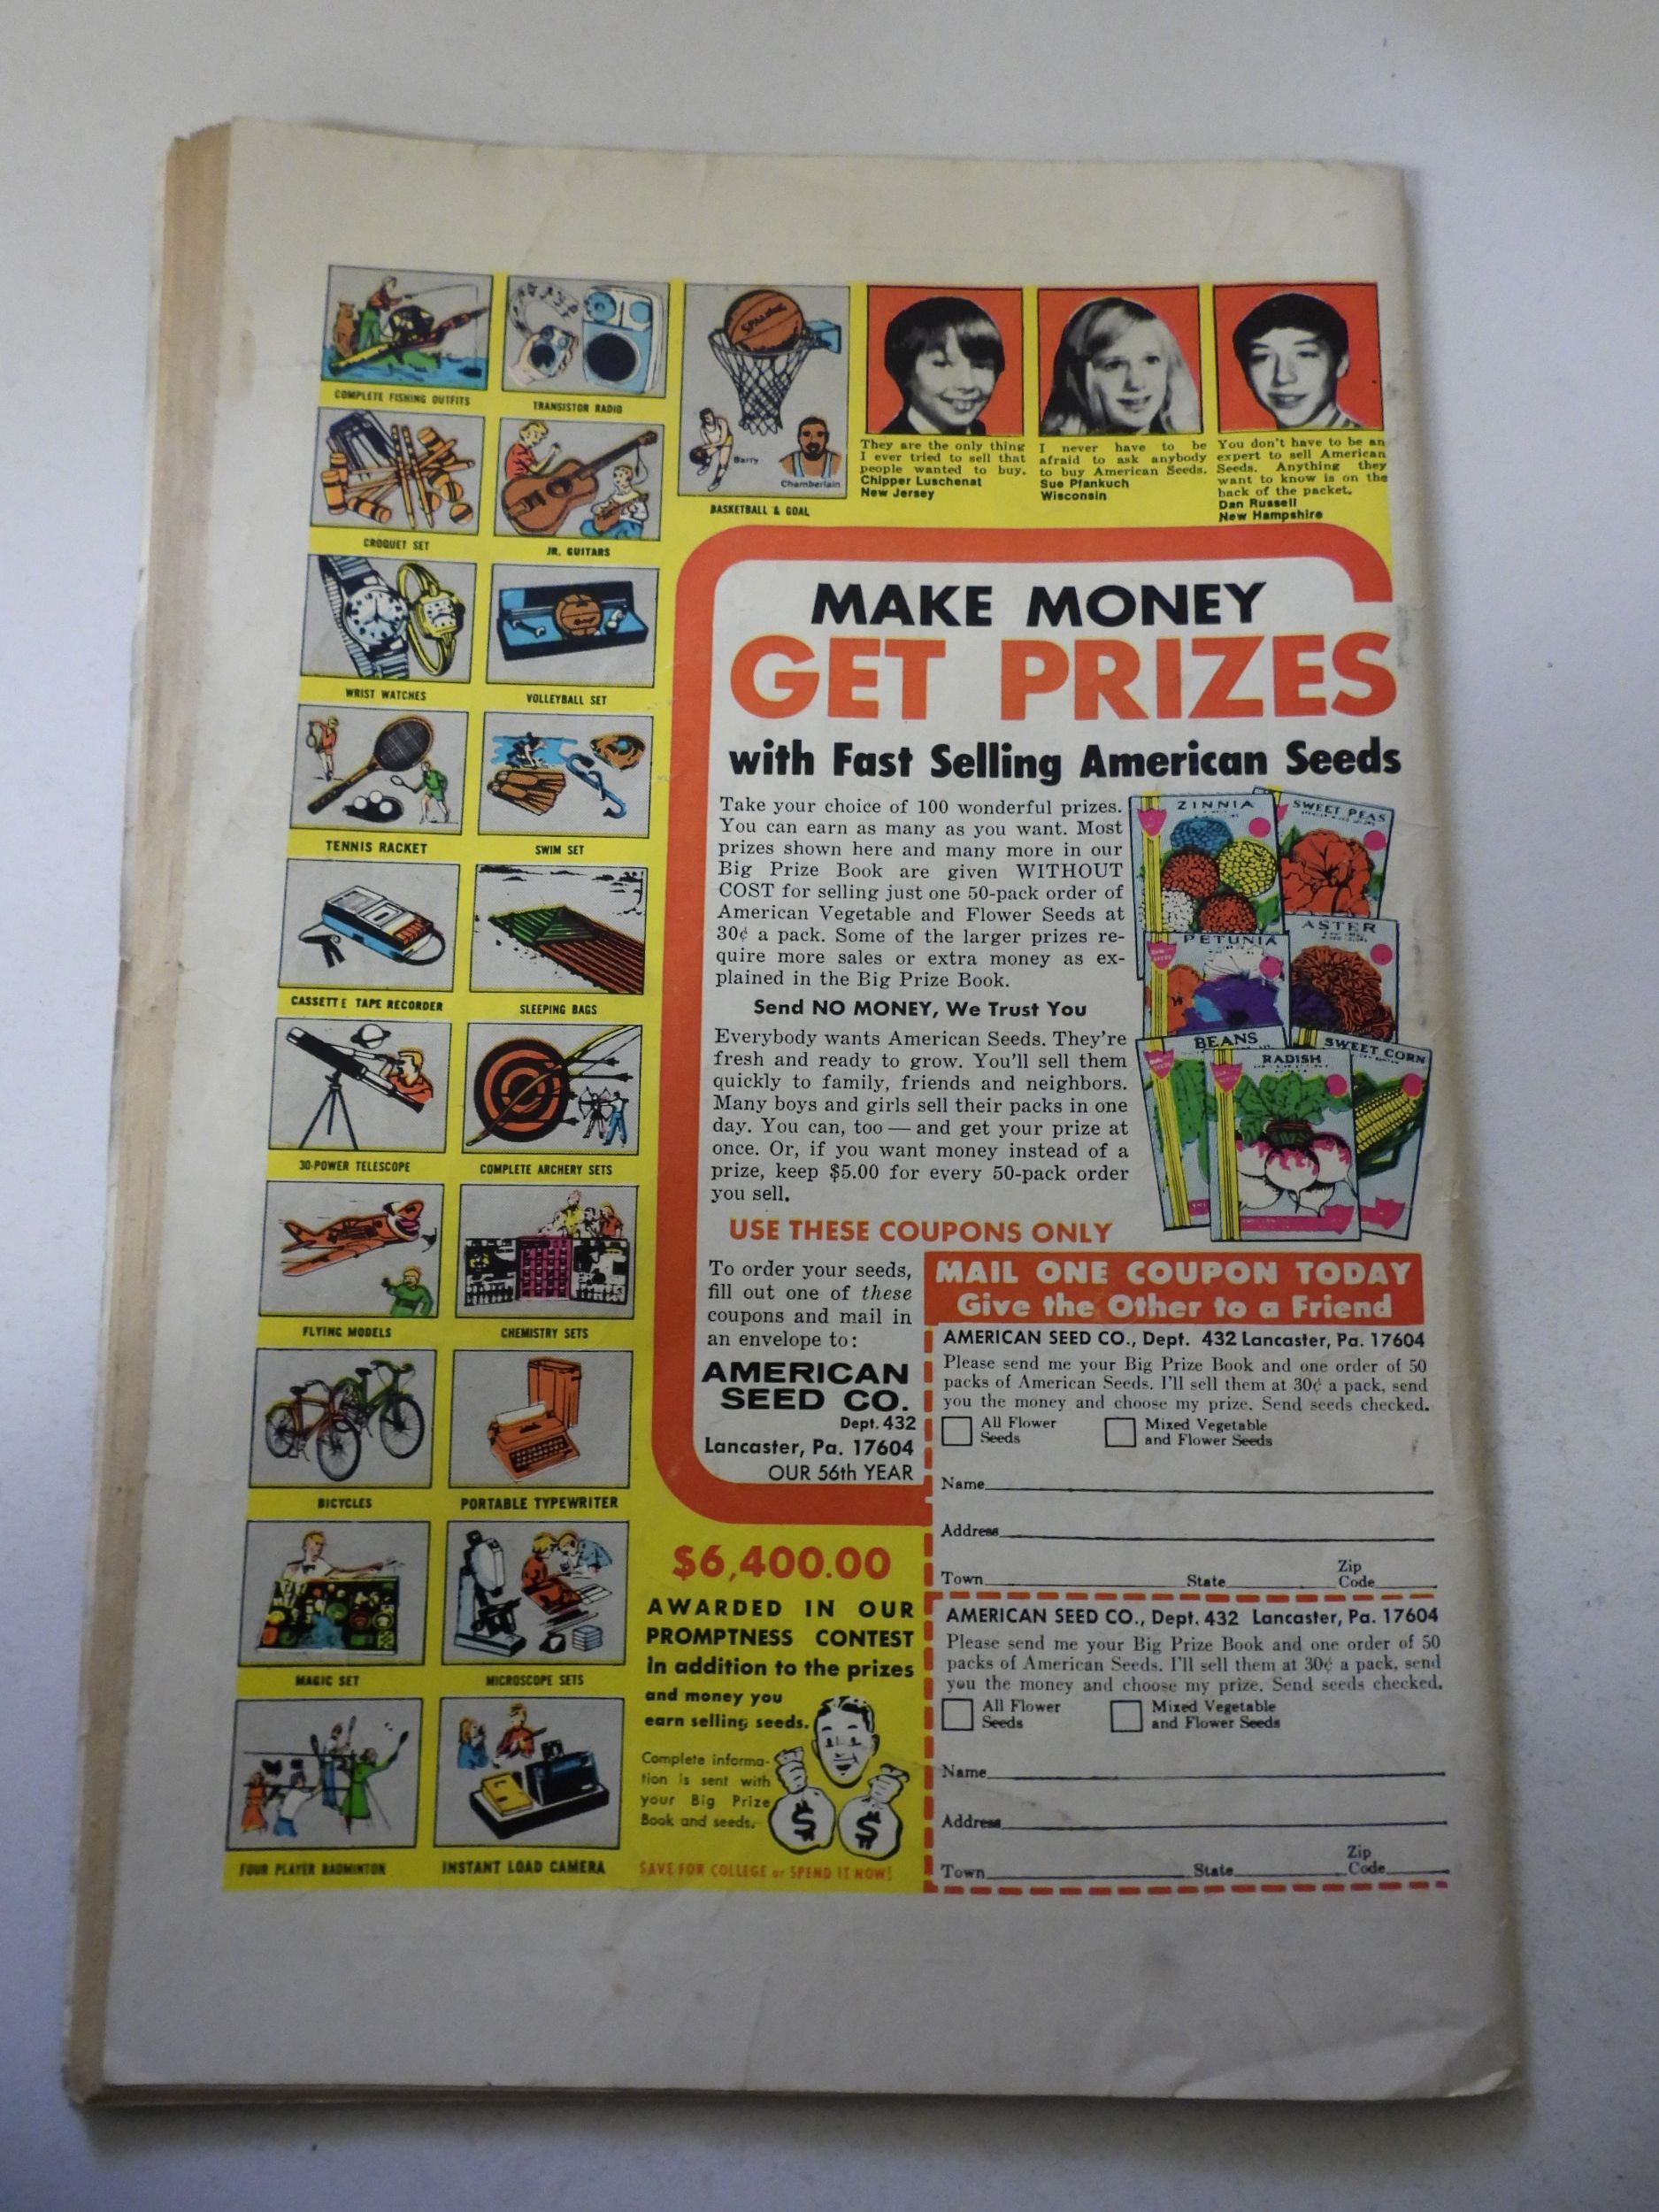 COMPLETE FISHING OUTFITS
TRANSISTOR RADIO
SPALDING
Barry
Chamberlain
BASKETBALL & GOAL
CROQUET SET
JR. GUITARS
WRIST WATCHES
VOLLEYBALL SET
TENNIS RACKET
SWIM SET
CASSETTE TAPE RECORDER
SLEEPING BAGS
30-POWER TELESCOPE
COMPLETE ARCHERY SETS
FLYING MODELS
CHEMISTRY SETS
BICYCLES
PORTABLE TYPEWRITER
MAGIC SET
MICROSCOPE SETS
FOUR PLAYER BADMINTON
INSTANT LOAD CAMERA
They are the only thing
I ever tried to sell that
people wanted to buy.
Chipper Luschenat
New Jersey
I never have to be
afraid to ask anybody
to buy American Seeds.
Sue Pfankuch
Wisconsin
You don't have to be an
expert to sell American
Seeds. Anything they
want to know is on the
back of the packet.
Dan Russell
New Hampshire
MAKE MONEY
GET PRIZES
with Fast Selling American Seeds
Take your choice of 100 wonderful prizes.
You can earn as many as you want. Most
prizes shown here and many more in our
Big Prize Book are given WITHOUT
COST for selling just one 50-pack order of
American Vegetable and Flower Seeds at
30¢ a pack. Some of the larger prizes re-
quire more sales or extra money as ex-
plained in the Big Prize Book.
Send NO MONEY, We Trust You
Everybody wants American Seeds. They're
fresh and ready to grow. You'll sell them
quickly to family, friends and neighbors.
Many boys and girls sell their packs in one
day. You can, too — and get your prize at
once. Or, if you want money instead of a
prize, keep $5.00 for every 50-pack order
you sell.
ZINNIA
SWEET PEAS
PETUNIA
ASTER
BEANS
RADISH
SWEET CORN
USE THESE COUPONS ONLY
To order your seeds,
fill out one of these
coupons and mail in
an envelope to:
AMERICAN
SEED CO.
Dept. 432
Lancaster, Pa. 17604
OUR 56th YEAR
MAIL ONE COUPON TODAY
Give the Other to a Friend
AMERICAN SEED CO., Dept. 432 Lancaster, Pa. 17604
Please send me your Big Prize Book and one order of 50
packs of American Seeds. I'll sell them at 30¢ a pack, send
you the money and choose my prize. Send seeds checked.
All Flower Seeds
Mixed Vegetable and Flower Seeds
Name
Address
Town State Zip Code
AMERICAN SEED CO., Dept. 432 Lancaster, Pa. 17604
Please send me your Big Prize Book and one order of 50
packs of American Seeds. I'll sell them at 30¢ a pack, send
you the money and choose my prize. Send seeds checked.
All Flower Seeds
Mixed Vegetable and Flower Seeds
Name
Address
Town State Zip Code
$6,400.00
AWARDED IN OUR
PROMPTNESS CONTEST
in addition to the prizes
and money you
earn selling seeds.
Complete informa-
tion is sent with
your Big Prize
Book and seeds.
$ $
SAVE FOR COLLEGE or SPEND IT NOW!